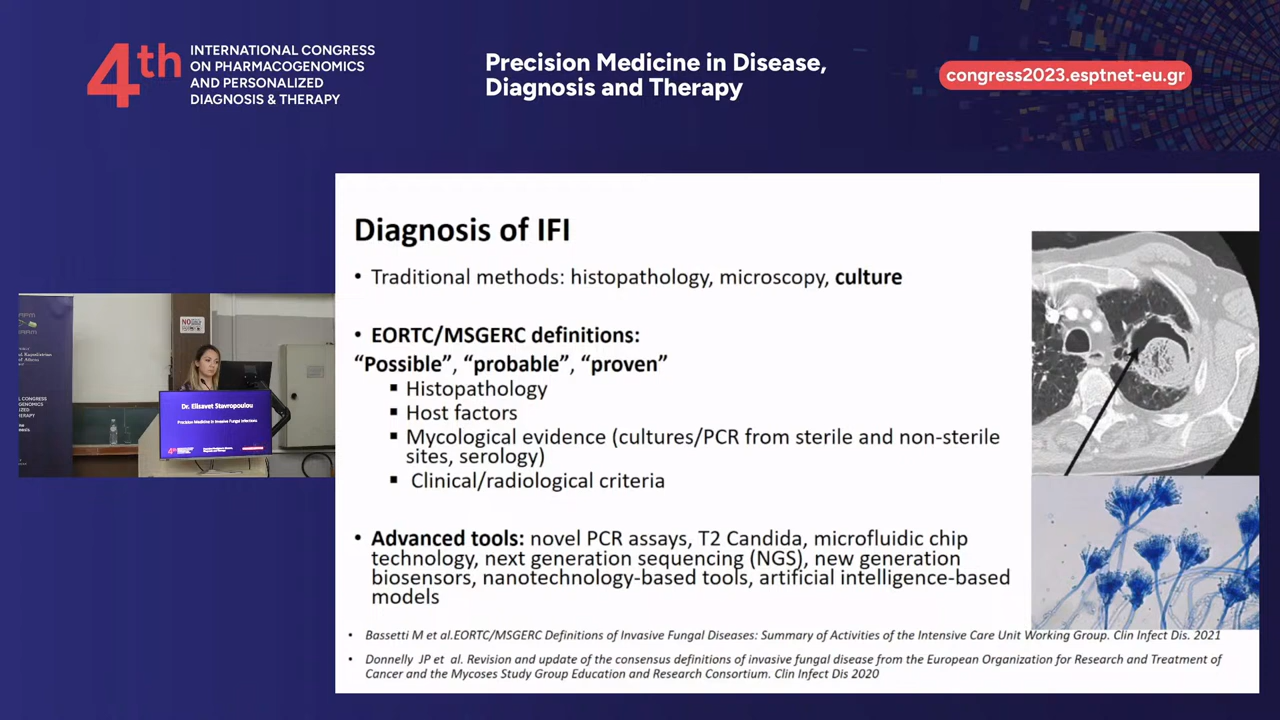 4th
INTERNATIONAL CONGRESS
ON PHARMACOGENOMICS
AND PERSONALIZED
DIAGNOSIS & THERAPY
Precision Medicine in Disease,
Diagnosis and Therapy
congress2023.esptnet-eu.gr
Diagnosis of IFI
• Traditional methods: histopathology, microscopy, culture
• EORTC/MSGERC definitions:
“Possible”, “probable”, “proven”
▪ Histopathology
▪ Host factors
▪ Mycological evidence (cultures/PCR from sterile and non-sterile
sites, serology)
▪ Clinical/radiological criteria
• Advanced tools: novel PCR assays, T2 Candida, microfluidic chip
technology, next generation sequencing (NGS), new generation
biosensors, nanotechnology-based tools, artificial intelligence-based
models
• Bassetti M et al.EORTC/MSGERC Definitions of Invasive Fungal Diseases: Summary of Activities of the Intensive Care Unit Working Group. Clin Infect Dis. 2021
• Donnelly JP et al. Revision and update of the consensus definitions of invasive fungal disease from the European Organization for Research and Treatment of
Cancer and the Mycoses Study Group Education and Research Consortium. Clin Infect Dis 2020
Dr. Elisavet Stavropoulou
Precision Medicine in Invasive Fungal Infections